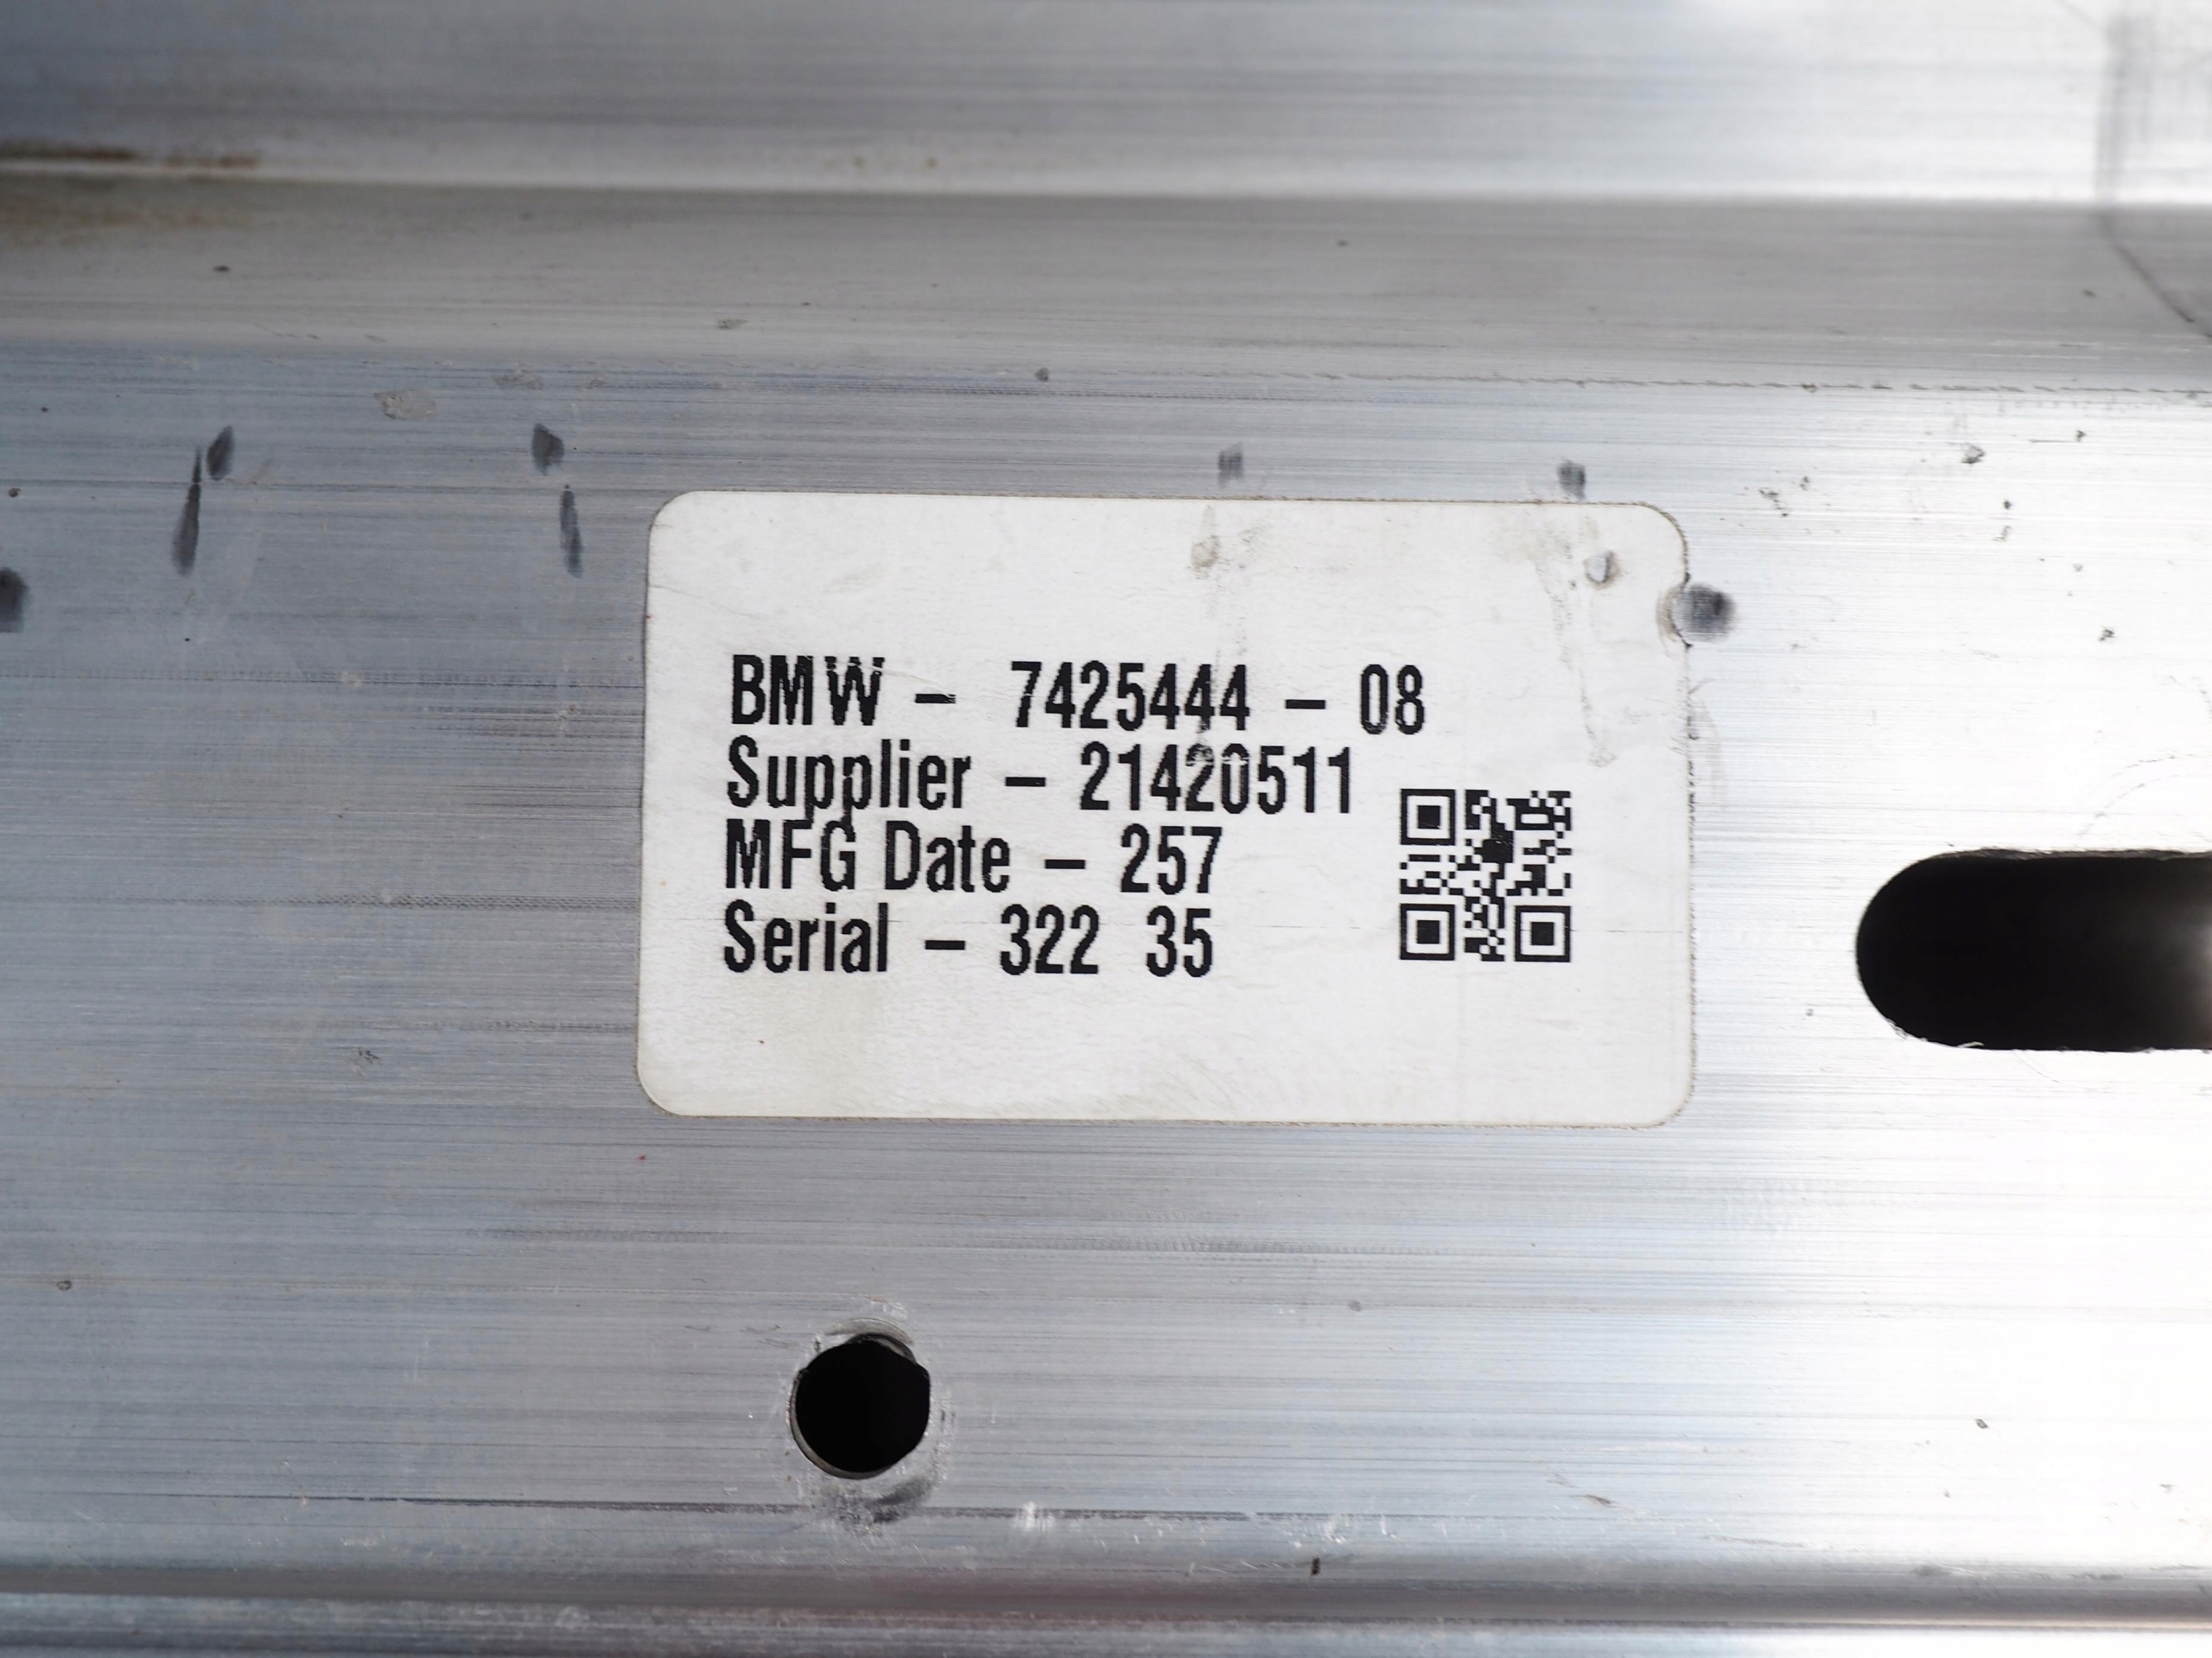 BMW - 7425444 - 08
Supplier - 21420511
MFG Date - 257
Serial - 322 35